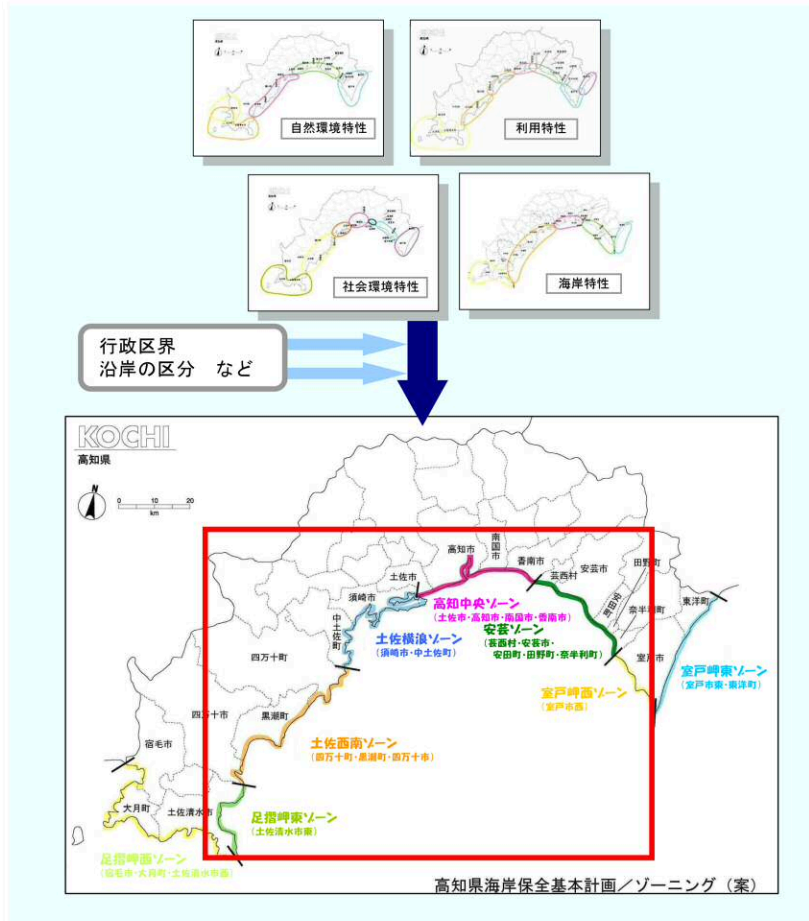 KOCHI
自然環境特性
利用特性
KOCHI
社会環境特性
海岸特性
行政区界
沿岸の区分 など
KOCHI
高知県
N
0 10 20
km
高知市
南国市
香南市
芸西村
安芸市
田野町
安田町
奈半利町
東洋町
室戸市
土佐市
須崎市
中土佐町
四万十町
四万十市
黒潮町
宿毛市
大月町
土佐清水市
高知中央ゾーン
(土佐市・高知市・南国市・香南市)
土佐横浪ゾーン
(須崎市・中土佐町)
安芸ゾーン
(芸西村・安芸市・
安田町・田野町・奈半利町)
室戸岬東ゾーン
(室戸市東・東洋町)
室戸岬西ゾーン
(室戸市西)
土佐西南ゾーン
(四万十町・黒潮町・四万十市)
足摺岬東ゾーン
(土佐清水市東)
足摺岬西ゾーン
(宿毛市・大月町・土佐清水市西)
高知県海岸保全基本計画／ゾーニング（案）